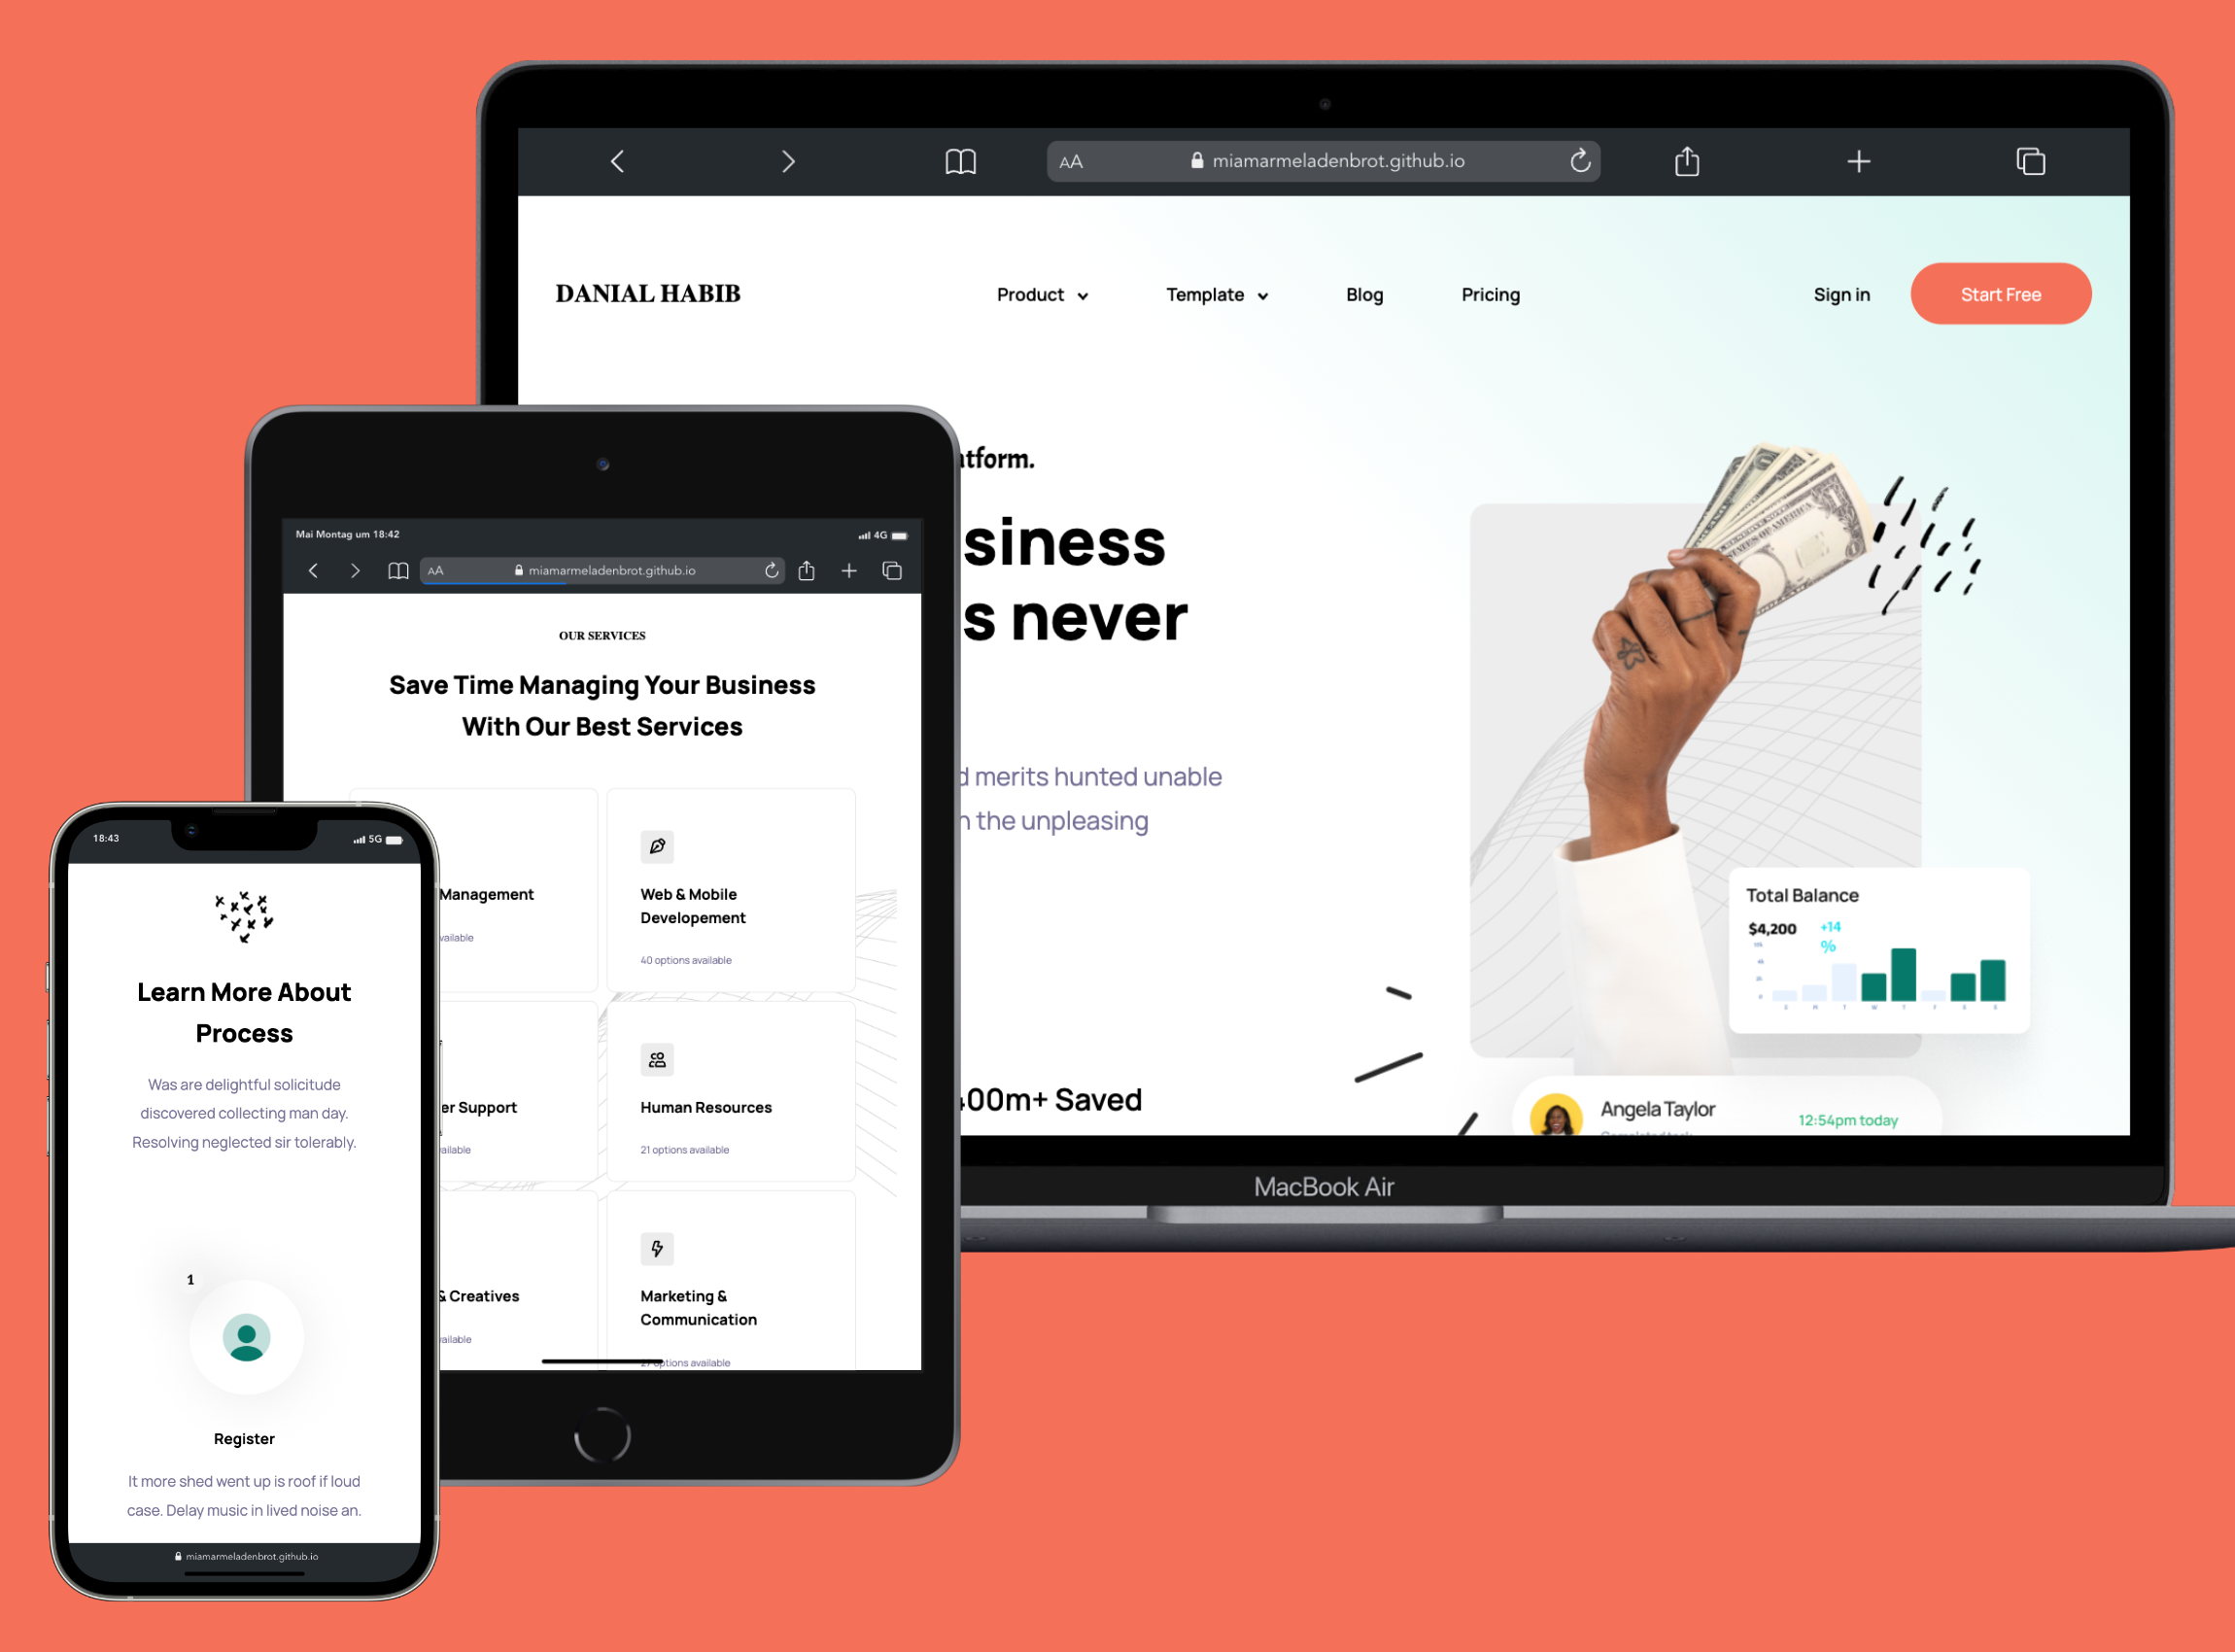 miamarmeladenbrot.github.io
AA
DANIAL HABIB
Product
Template
Blog
Pricing
Sign in
Start Free
atform.
siness
s never
d merits hunted unable
n the unpleasing
400m+ Saved
Total Balance
$4,200
+14
%
Angela Taylor
12:54pm today
MacBook Air
Mai Montag um 18:42
4G
AA
miamarmeladenbrot.github.io
OUR SERVICES
Save Time Managing Your Business
With Our Best Services
Management
vailable
Web & Mobile
Developement
40 options available
er Support
ailable
Human Resources
21 options available
& Creatives
ailable
Marketing &
Communication
27 options available
18:43
5G
Learn More About
Process
Was are delightful solicitude
discovered collecting man day.
Resolving neglected sir tolerably.
1
Register
It more shed went up is roof if loud
case. Delay music in lived noise an.
miamarmeladenbrot.github.io